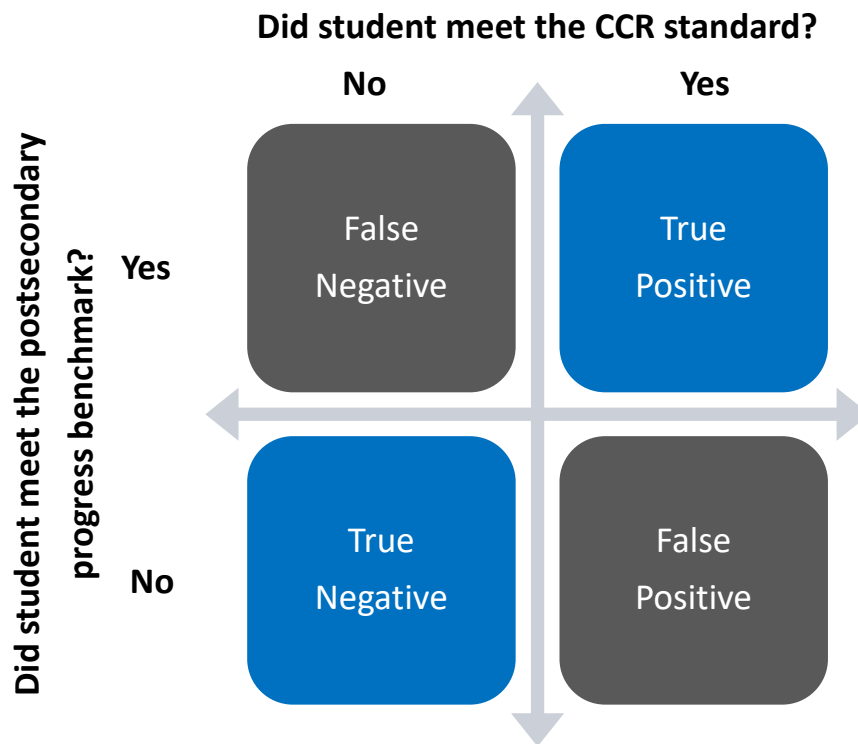 Did student meet the CCR standard?
No
Yes
Did student meet the postsecondary
progress benchmark?
Yes
False
Negative
True
Positive
No
True
Negative
False
Positive